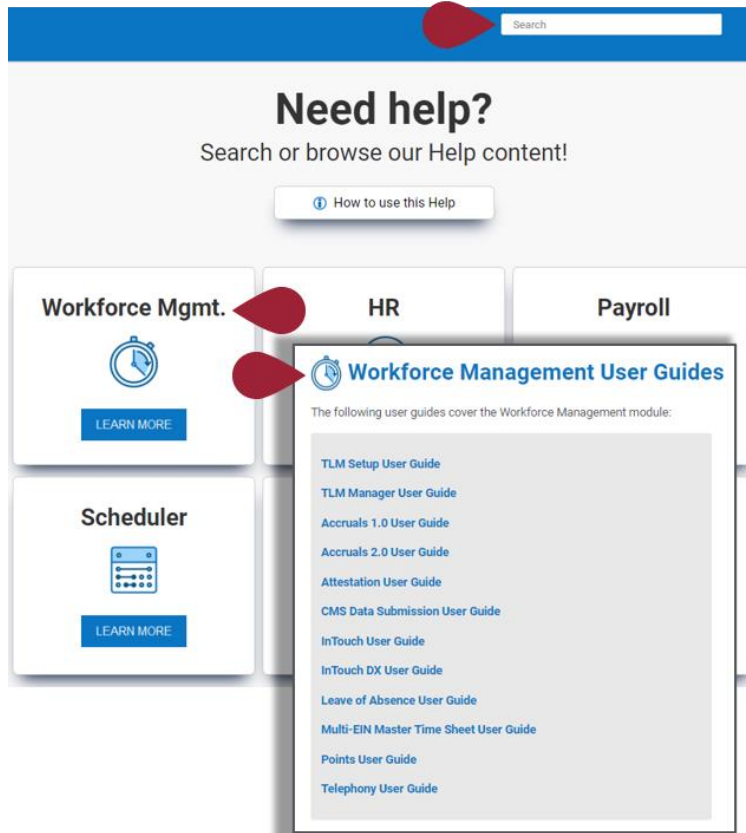 Search
Need help?
Search or browse our Help content!
How to use this Help
Workforce Mgmt.
HR
Payroll
LEARN MORE
Scheduler
LEARN MORE
Workforce Management User Guides
The following user guides cover the Workforce Management module:
TLM Setup User Guide
TLM Manager User Guide
Accruals 1.0 User Guide
Accruals 2.0 User Guide
Attestation User Guide
CMS Data Submission User Guide
InTouch User Guide
InTouch DX User Guide
Leave of Absence User Guide
Multi-EIN Master Time Sheet User Guide
Points User Guide
Telephony User Guide